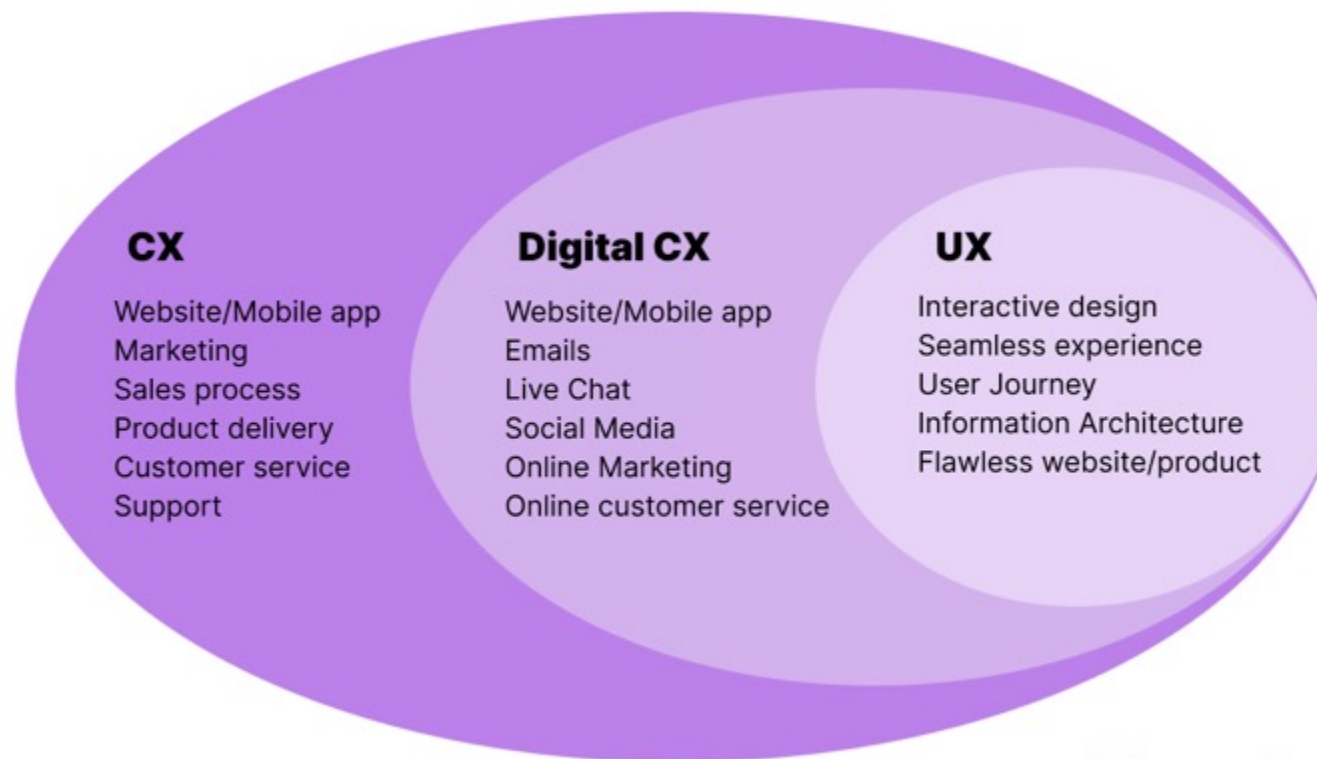 CX
Website/Mobile app
Marketing
Sales process
Product delivery
Customer service
Support
Digital CX
Website/Mobile app
Emails
Live Chat
Social Media
Online Marketing
Online customer service
UX
Interactive design
Seamless experience
User Journey
Information Architecture
Flawless website/product